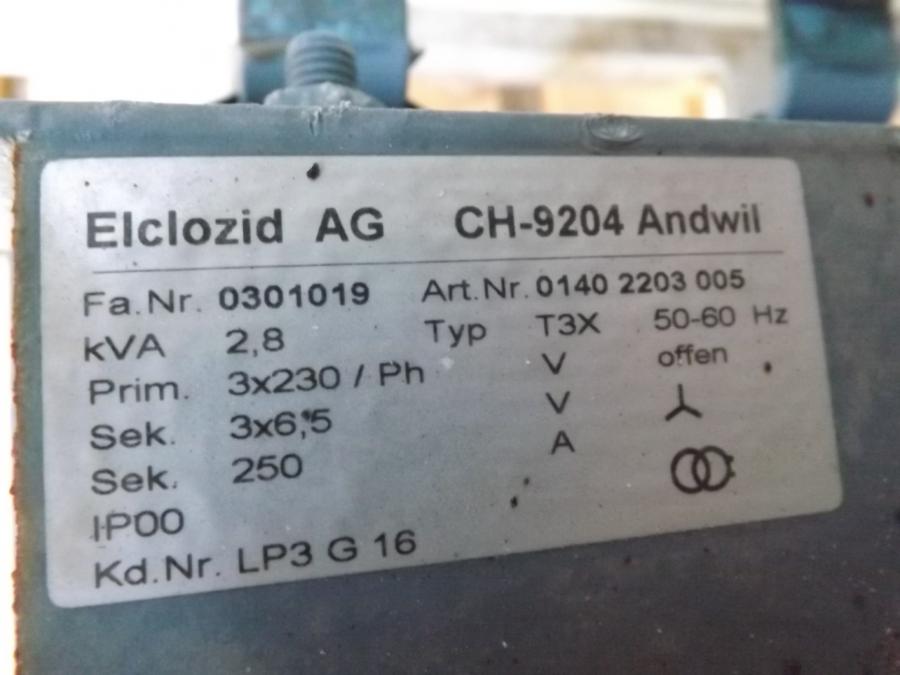 Elclozid AG CH-9204 Andwil
Fa.Nr. 0301019 Art.Nr. 0140 2203 005
kVA 2,8 Typ T3X 50-60 Hz
Prim. 3x230 / Ph V offen
Sek. 3x6,5 V
Sek. 250 A
IP00
Kd.Nr. LP3 G 16